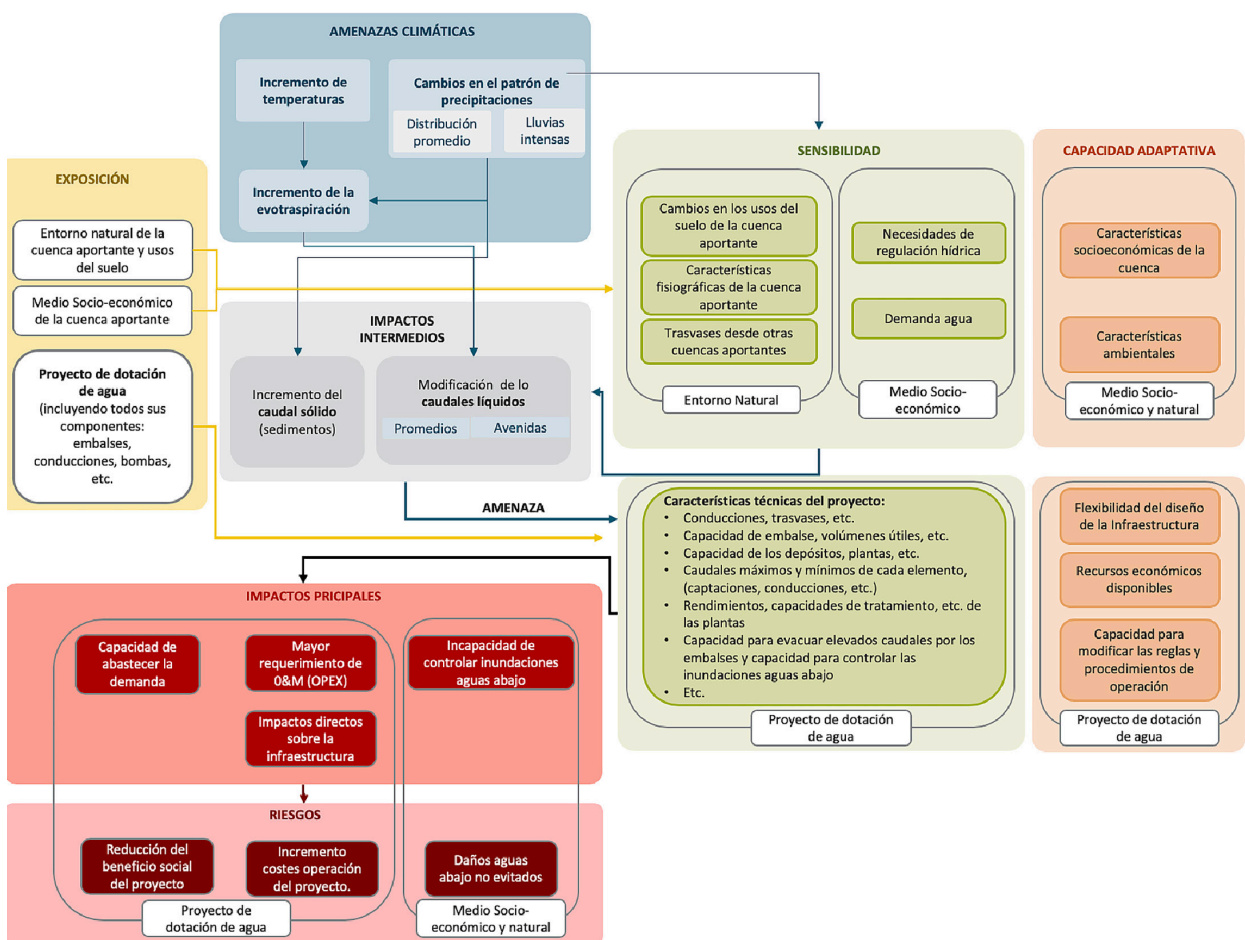 AMENAZAS CLIMÁTICAS
Incremento de
temperaturas
Cambios en el patrón de
precipitaciones
Distribución
promedio
Lluvias
intensas
Incremento de la
evotraspiración
EXPOSICIÓN
Entorno natural de la
cuenca aportante y usos
del suelo
Medio Socio-económico
de la cuenca aportante
Proyecto de dotación
de agua
(incluyendo todos sus
componentes:
embalses,
conducciones, bombas,
etc.
IMPACTOS
INTERMEDIOS
Incremento del
caudal sólido
(sedimentos)
Modificación de lo
caudales líquidos
Promedios
Avenidas
SENSIBILIDAD
Cambios en los usos del
suelo de la cuenca
aportante
Característicasa
fisiográficas de la cuenca
aportante
Trasvases desde otras
cuencas aportantes
Entorno Natural
Necesidades de
regulación hídrica
Demanda agua
Medio Socio-
económico
CAPACIDAD ADAPTATIVA
Características
socioeconómicas de la
cuenca
Características
ambientales
Medio Socio-
económico y natural
AMENAZA
Características técnicas del proyecto:
• Conducciones, trasvases, etc.
• Capacidad de embalse, volúmenes útiles, etc.
• Capacidad de los depósitos, plantas, etc.
• Caudales máximos y mínimos de cada elemento,
(captaciones, conducciones, etc.)
• Rendimientos, capacidades de tratamiento, etc. de
las plantas
• Capacidad para evacuar elevados caudales por los
embalses y capacidad para controlar las
inundaciones aguas abajo
• Etc.
Proyecto de dotación
de agua
Flexibilidad del diseño
de la Infraestructura
Recursos económicos
disponibles
Capacidad para
modificar las reglas y
procedimientos de
operación
Proyecto de dotación
de agua
IMPACTOS PRICIPALES
Capacidad de
abastecer la
demanda
Mayor
requerimiento de
O&M (OPEX)
Impactos directos
sobre la
infraestructura
Incapacidad de
controlar inundaciones
aguas abajo
RIESGOS
Reducción del
beneficio social
del proyecto
Incremento
costes operación
del proyecto.
Daños aguas
abajo no evitados
Proyecto de
dotación de agua
Medio Socio-
económico y natural